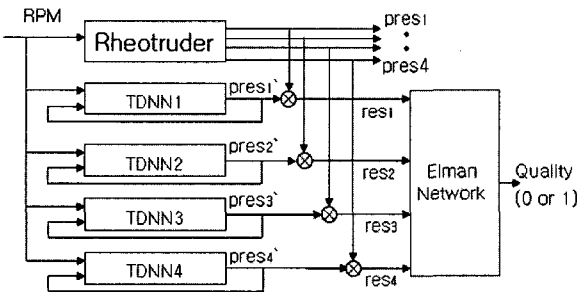 RPM
Rheotruder
pres1
pres4
TDNN1
pres1`
res1
TDNN2
pres2`
res2
TDNN3
pres3`
res3
TDNN4
pres4`
res4
Elman
Network
Quality
(0 or 1)